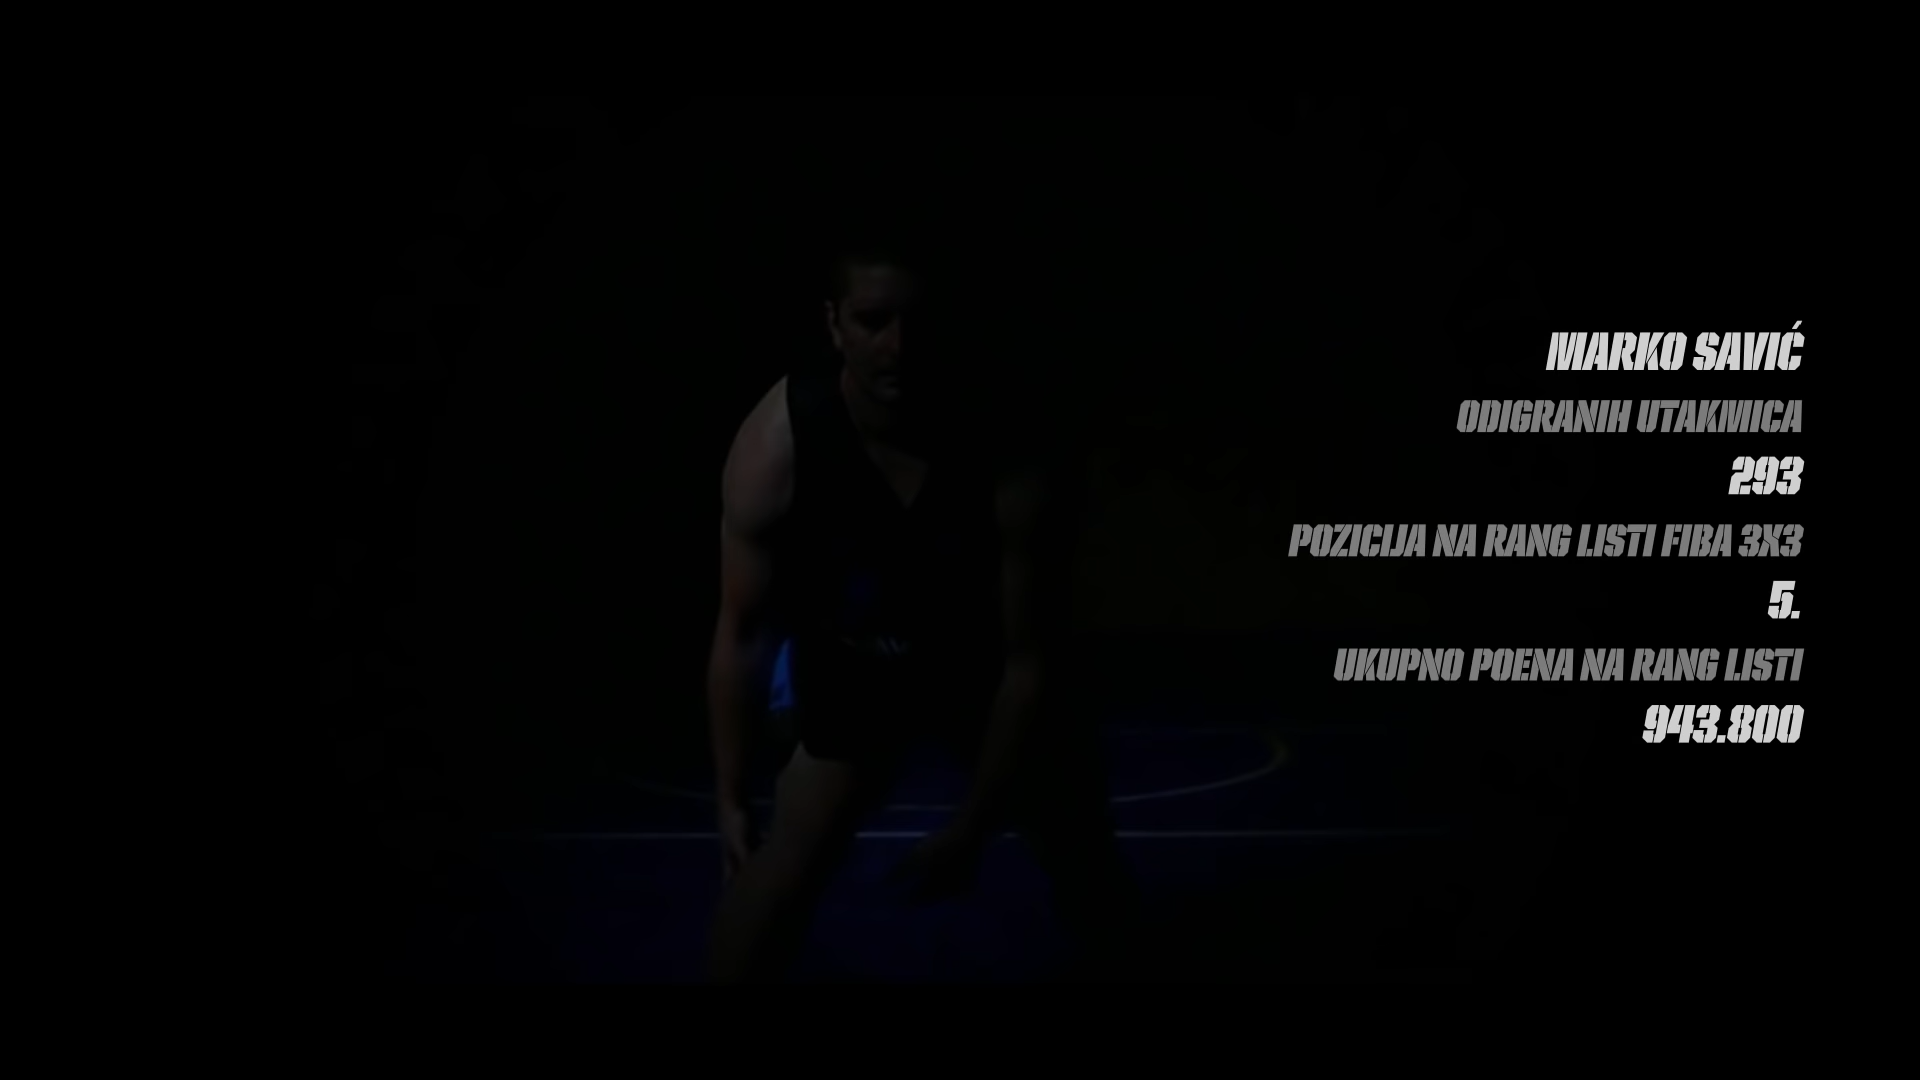 MARKO SAVIĆ
ODIGRANIH UTAKMICA
293
POZICIJA NA RANG LISTI FIBA 3X3
5.
UKUPNO POENA NA RANG LISTI
943.800